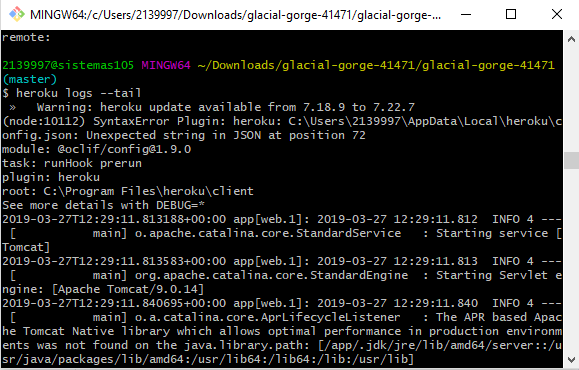 MINGW64:/c/Users/2139997/Downloads/glacial-gorge-41471/glacial-gorge-...
remote:
2139997@sistemas105 MINGW64 ~/Downloads/glacial-gorge-41471/glacial-gorge-41471
(master)
$ heroku logs --tail
»   Warning: heroku update available from 7.18.9 to 7.22.7
(node:10112) SyntaxError Plugin: heroku: C:\Users\2139997\AppData\Local\heroku\c
onfig.json: Unexpected string in JSON at position 72
module: @oclif/config@1.9.0
task: runHook prerun
plugin: heroku
root: C:\Program Files\heroku\client
See more details with DEBUG=*
2019-03-27T12:29:11.813188+00:00 app[web.1]: 2019-03-27 12:29:11.812  INFO 4 ---
 [           main] o.apache.catalina.core.StandardService   : Starting service [
Tomcat]
2019-03-27T12:29:11.813583+00:00 app[web.1]: 2019-03-27 12:29:11.813  INFO 4 ---
 [           main] org.apache.catalina.core.StandardEngine  : Starting Servlet e
ngine: [Apache Tomcat/9.0.14]
2019-03-27T12:29:11.840695+00:00 app[web.1]: 2019-03-27 12:29:11.840  INFO 4 ---
 [           main] o.a.catalina.core.AprLifecycleListener   : The APR based Apac
he Tomcat Native library which allows optimal performance in production environm
ents was not found on the java.library.path: [/app/.jdk/jre/lib/amd64/server::/u
sr/java/packages/lib/amd64:/usr/lib64:/lib64:/lib:/usr/lib]